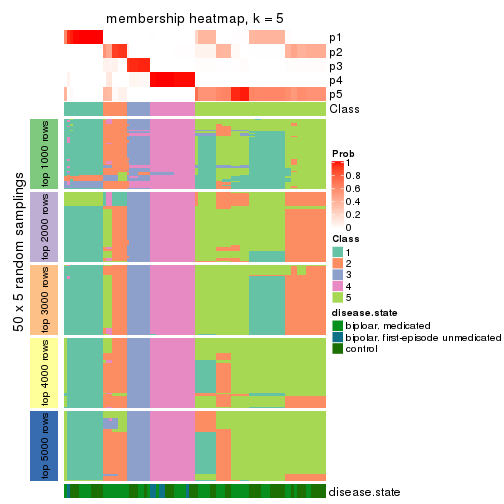 membership heatmap, k = 5
p1
p2
p3
p4
p5
Class
50 x 5 random samplings
top 1000 rows
top 2000 rows
top 3000 rows
top 4000 rows
top 5000 rows
Prob
1
0.8
0.6
0.4
0.2
0
Class
1
2
3
4
5
disease.state
biploar. medicated
bipolar. first-episode unmedicated
control
disease.state